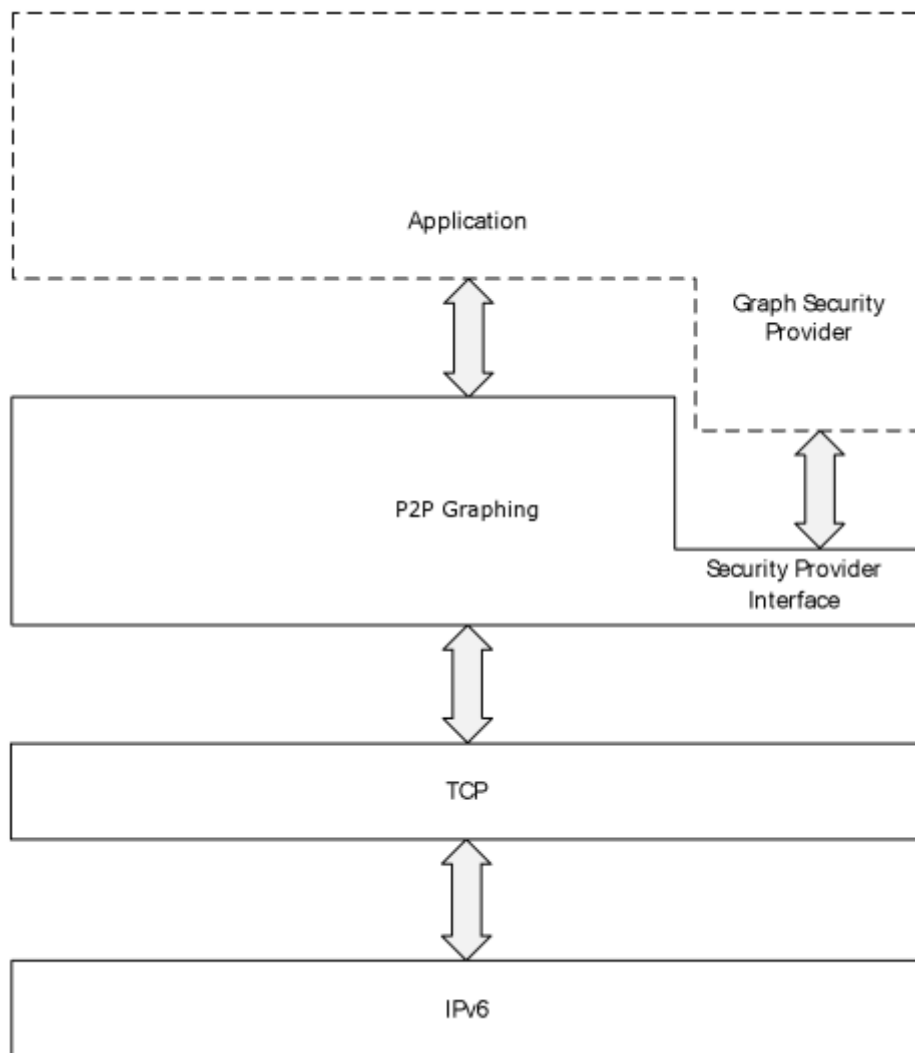 Application
Graph Security
Provider
P2P Graphing
Security Provider
Interface
TCP
IPv6